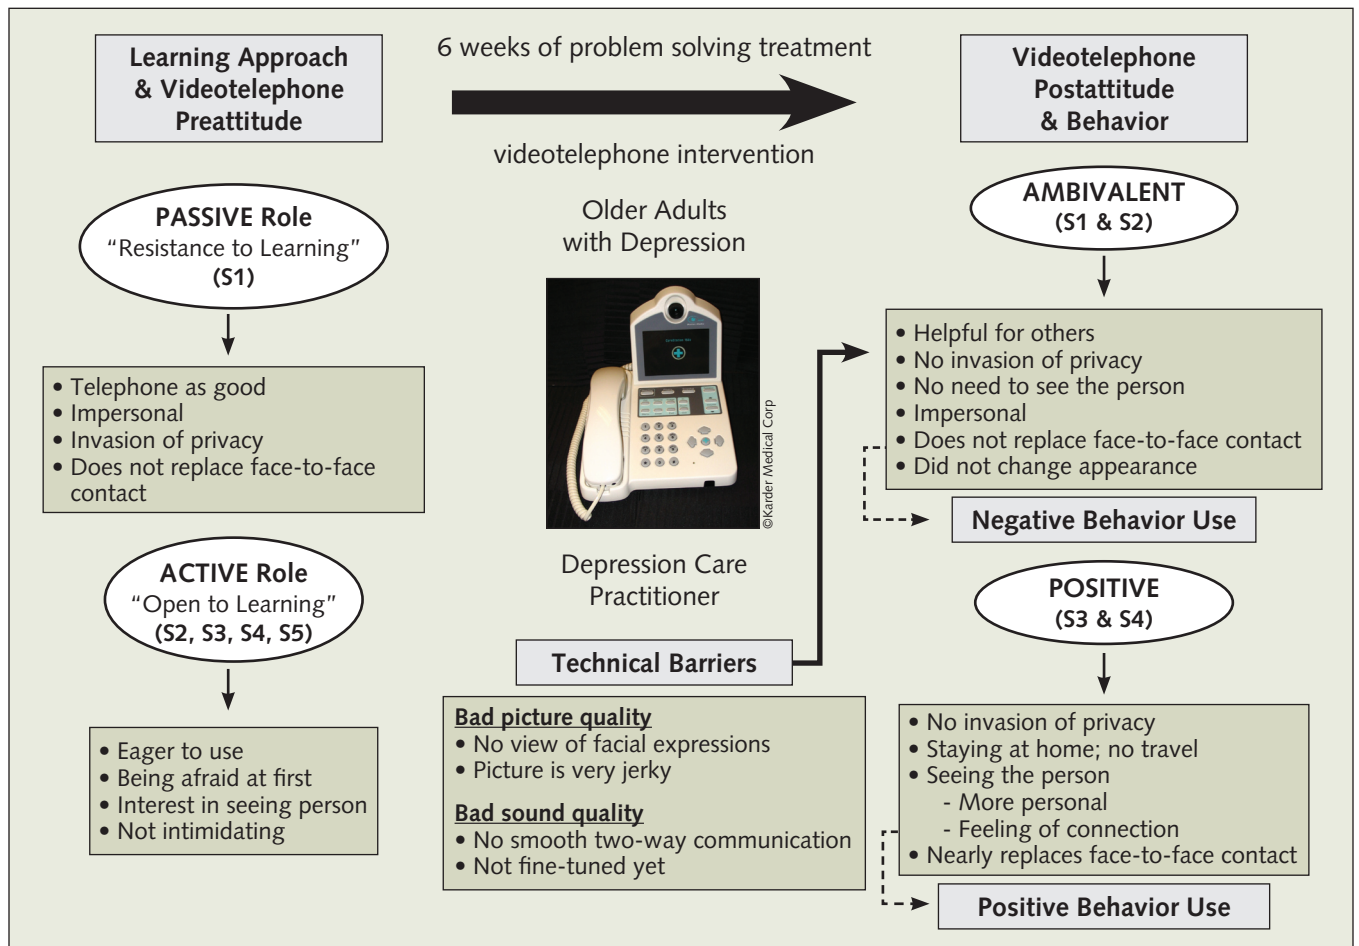 Learning Approach
& Videotelephone
Preattitude
6 weeks of problem solving treatment
videotelephone intervention
Videotelephone
Postattitude
& Behavior
PASSIVE Role
“Resistance to Learning”
(S1)
• Telephone as good
• Impersonal
• Invasion of privacy
• Does not replace face-to-face
contact
ACTIVE Role
“Open to Learning”
(S2, S3, S4, S5)
• Eager to use
• Being afraid at first
• Interest in seeing person
• Not intimidating
Older Adults
with Depression
©Karder Medical Corp
Depression Care
Practitioner
Technical Barriers
Bad picture quality
• No view of facial expressions
• Picture is very jerky
Bad sound quality
• No smooth two-way communication
• Not fine-tuned yet
AMBIVALENT
(S1 & S2)
• Helpful for others
• No invasion of privacy
• No need to see the person
• Impersonal
• Does not replace face-to-face contact
• Did not change appearance
Negative Behavior Use
POSITIVE
(S3 & S4)
• No invasion of privacy
• Staying at home; no travel
• Seeing the person
- More personal
- Feeling of connection
• Nearly replaces face-to-face contact
Positive Behavior Use